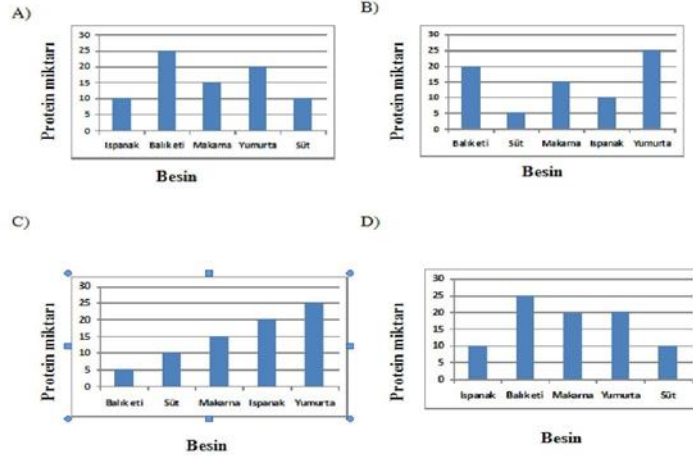 A)
Protein miktarı
30
25
20
15
10
5
0
Ispanak Balıketi Makarna Yumurta Süt
Besin
B)
Protein miktarı
30
25
20
15
10
5
0
Balıketi Süt Makarna Ispanak Yumurta
Besin
C)
Protein miktarı
30
25
20
15
10
5
0
Balıketi Süt Makarna Ispanak Yumurta
Besin
D)
Protein miktarı
30
25
20
15
10
5
0
Ispanak Balıketi Makarna Yumurta Süt
Besin